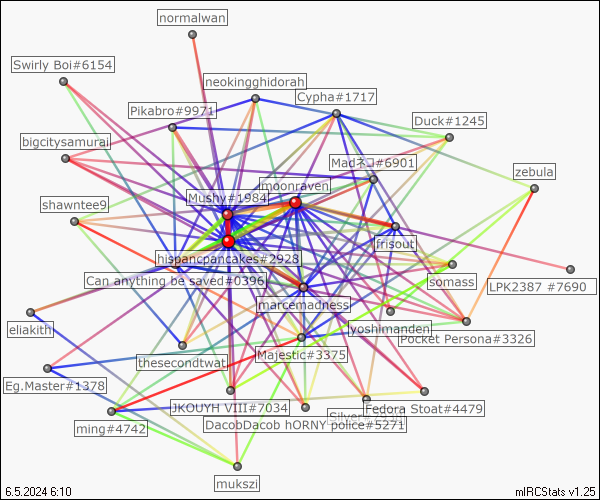 normalwan
Swirly Boi#6154
neokingghidorah
Cypha#1717
Pikabro#9971
Duck#1245
bigcitysamurai
Madネコ#6901
zebula
Mushy#1984
moonraven
shawntee9
frisout
hispancpancakes#2928
Can anything be saved#0396
somass
LPK2387 #7690
marcemadness
eliakith
yoshimanden
Pocket Persona#3326
thesecondtwat
Majestic#3375
Eg.Master#1378
JKOUYH VIII#7034
Fedora Stoat#4479
DacobDacob hORNY police#5271
ming#4742
mukszi
6.5.2024 6:10
mIRCStats v1.25